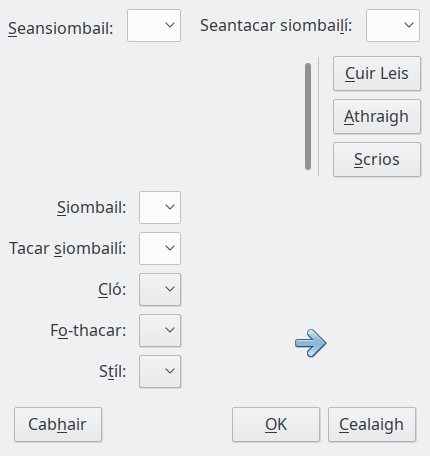 Seansiombail:
Seantacar siombailí:
Cuir Leis
Athraigh
Scrios
Siombail:
Tacar siombailí:
Cló:
Fo-thacar:
Stíl:
Cabhair
OK
Cealaigh